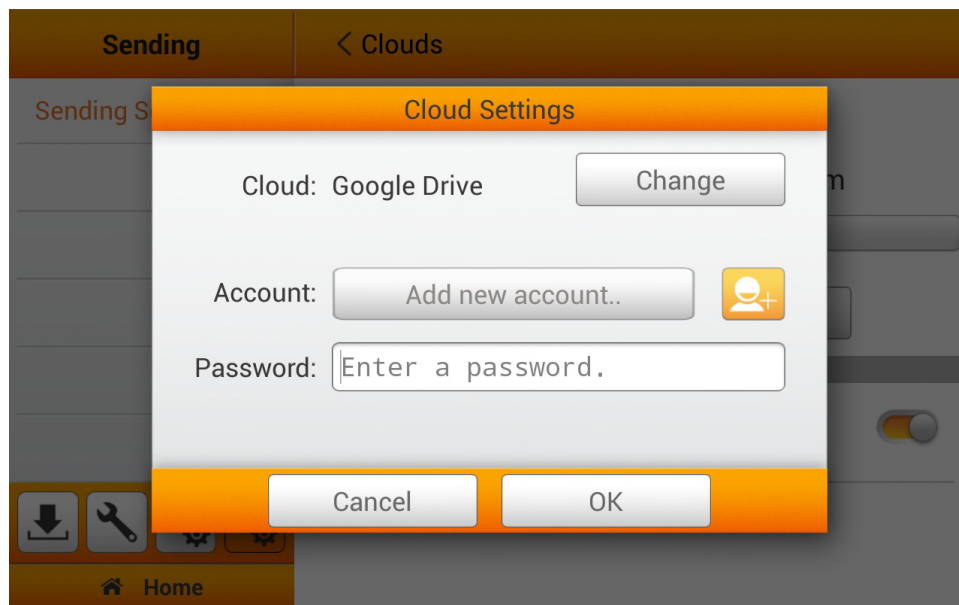 Sending
< Clouds
Sending S
Cloud Settings
Cloud: Google Drive
Change
m
Account: Add new account..
Password: Enter a password.
Cancel
OK
Home